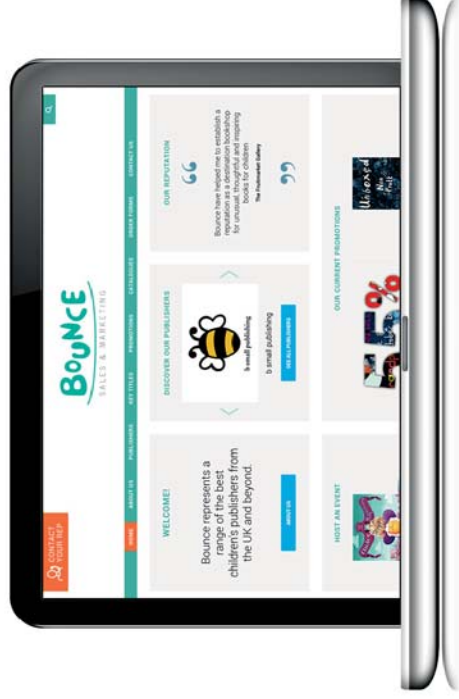 CONTACT
YOUR REP
BOUNCE
SALES & MARKETING
HOME
ABOUT US
PUBLISHERS
KEY TITLES
PROMOTIONS
CATALOGUES
ORDER FORMS
CONTACT US
WELCOME!
Bounce represents a
range of the best
children's publishers from
the UK and beyond.
ABOUT US
DISCOVER OUR PUBLISHERS
b small publishing
b small publishing
SEE ALL PUBLISHERS
OUR REPUTATION
“
Bounce have helped me to establish a
reputation as a destination bookshop
for unusual, thoughtful and inspiring
books for children
The Fruitmarket Gallery
”
HOST AN EVENT
OUR CURRENT PROMOTIONS
Unboxed